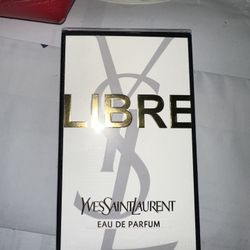 LIBRE
YVESSAINTLAURENT
EAU DE PARFUM